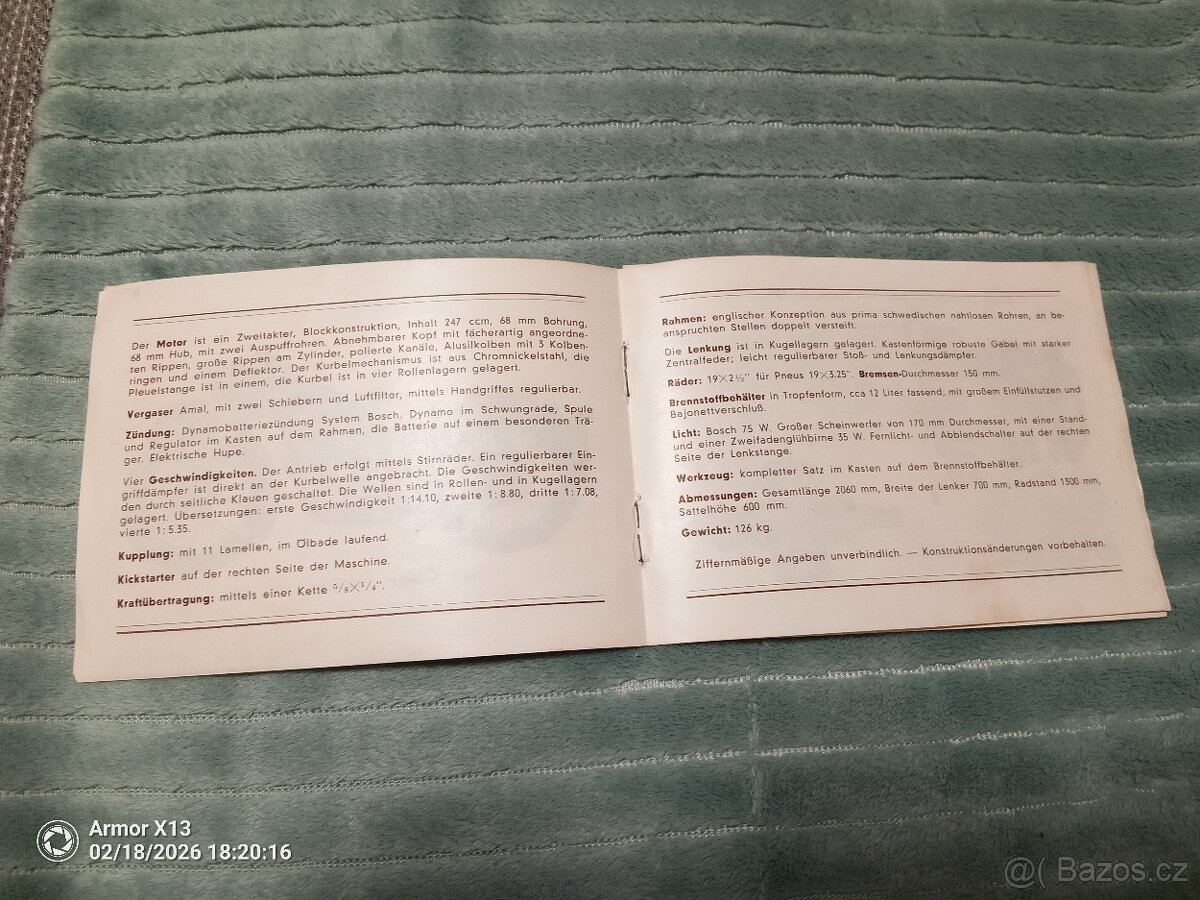 Der Motor ist ein Zweitakter, Blockkonstruktion, Inhalt 247 ccm, 68 mm Bohrung,
68 mm Hub, mit zwei Auspuffrohren. Abnehmbarer Kopf mit fächerartig angeordne-
ten Rippen, große Rippen am Zylinder, polierte Kanäle, Alusilkolben mit 3 Kolben-
ringen und einem Deflektor. Der Kurbelmechanismus ist aus Chromnickelstahl, die
Pleuelstange ist in einem, die Kurbel ist in vier Rollenlagern gelagert.
Vergaser Amal, mit zwei Schiebern und Luftfilter, mittels Handgriffes regulierbar.
Zündung: Dynamobatteriezündung System Bosch. Dynamo im Schwungrade, Spule
und Regulator im Kasten auf dem Rahmen, die Batterie auf einem besonderen Trä-
ger. Elektrische Hupe.
Vier Geschwindigkeiten. Der Antrieb erfolgt mittels Stirnräder. Ein regulierbarer Ein-
griffdämpfer ist direkt an der Kurbelwelle angebracht. Die Geschwindigkeiten wer-
den durch seitliche Klauen geschaltet. Die Wellen sind in Rollen- und in Kugellagern
gelagert. Übersetzungen: erste Geschwindigkeit 1:14.10, zweite 1:8.80, dritte 1:7.08,
vierte 1:5.35.
Kupplung: mit 11 Lamellen, im Ölbade laufend.
Kickstarter auf der rechten Seite der Maschine.
Kraftübertragung: mittels einer Kette 5/8×1/4".
Rahmen: englischer Konzeption aus prima schwedischen nahtlosen Rohren, an be-
anspruchten Stellen doppelt versteift.
Die Lenkung ist in Kugellagern gelagert. Kastenförmige robuste Gabel mit starker
Zentralfeder; leicht regulierbarer Stoß- und Lenkungsdämpfer.
Räder: 19×2½" für Pneus 19×3.25". Bremsen-Durchmesser 150 mm.
Brennstoffbehälter in Tropfenform, cca 12 Liter fassend, mit großem Einfüllstutzen und
Bajonettverschluß.
Licht: Bosch 75 W. Großer Scheinwerfer von 170 mm Durchmesser, mit einer Stand-
und einer Zweifadenglühbirne 35 W. Fernlicht- und Abblendschalter auf der rechten
Seite der Lenkstange.
Werkzeug: kompletter Satz im Kasten auf dem Brennstoffbehälter.
Abmessungen: Gesamtlänge 2060 mm, Breite der Lenker 700 mm, Radstand 1300 mm,
Sattelhöhe 600 mm.
Gewicht: 126 kg.
Ziffernmäßige Angaben unverbindlich. — Konstruktionsänderungen vorbehalten.
Armor X13
02/18/2026 18:20:16
@( Bazos.cz